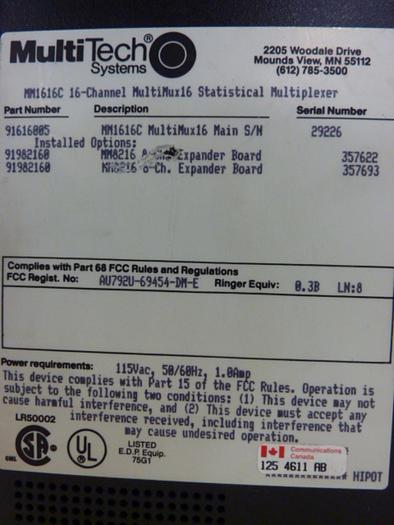 MultiTech®
Systems
2205 Woodale Drive
Mounds View, MN 55112
(612) 785-3500
MM1616C 16-Channel MultiMux16 Statistical Multiplexer
Part Number Description Serial Number
91616005 MM1616C MultiMux16 Main S/N 29226
Installed Options:
91982160 MM8216 Expander Board 357622
91982160 8-Ch. Expander Board 357693
Complies with Part 68 FCC Rules and Regulations
FCC Regist. No: AU792U-69454-DM-E Ringer Equiv: 0.3B LN:8
Power requirements: 115Vac, 50/60Hz, 1.0Amp
This device complies with Part 15 of the FCC Rules. Operation is
subject to the following two conditions: (1) This device may not
cause harmful interference, and (2) This device must accept any
LR50002 interference received, including interference that
may cause undesired operation.
SA
UL
®
LISTED
E.D.P. Equip.
75G1
Communications
Canada
125 4611 AB
HIPOT